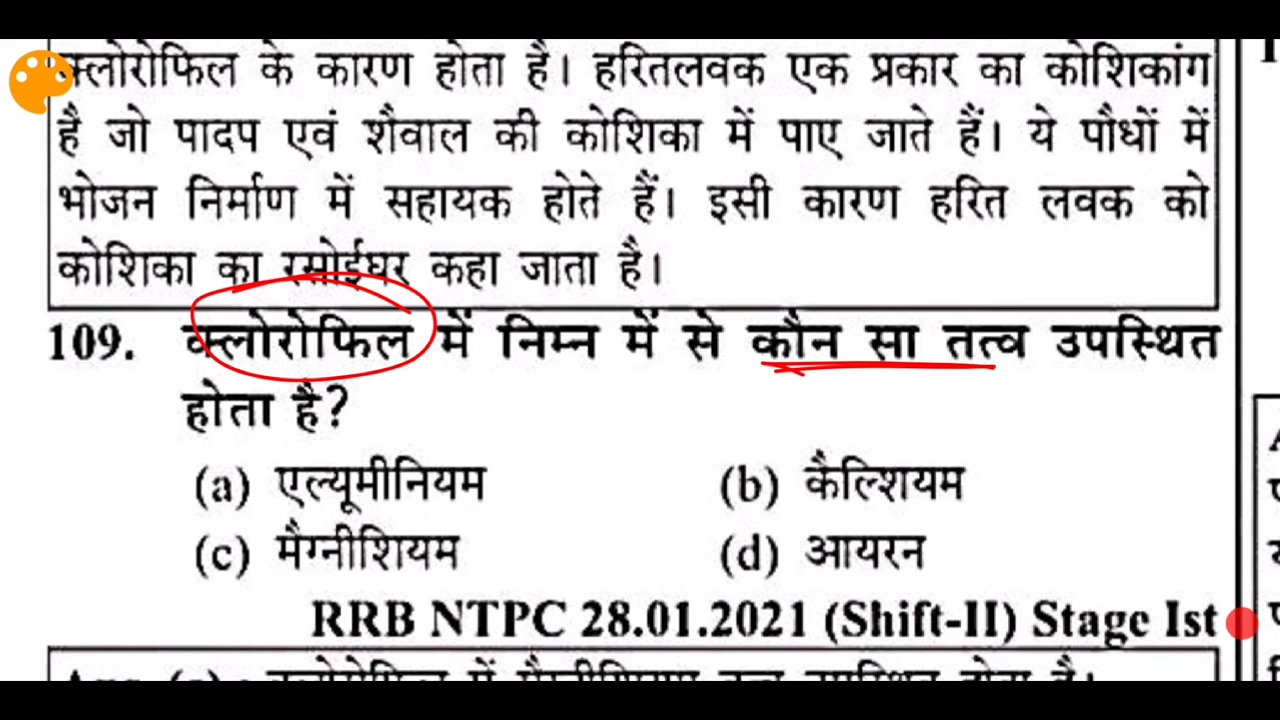 क्लोरोफिल के कारण होता है। हरितलवक एक प्रकार का कोशिकांग
है जो पादप एवं शैवाल की कोशिका में पाए जाते हैं। ये पौधों में
भोजन निर्माण में सहायक होते हैं। इसी कारण हरित लवक को
कोशिका का रसोईघर कहा जाता है।
109. क्लोरोफिल में निम्न में से कौन सा तत्व उपस्थित
होता है?
(a) एल्यूमीनियम (b) कैल्शियम
(c) मैग्नीशियम (d) आयरन
RRB NTPC 28.01.2021 (Shift-II) Stage Ist